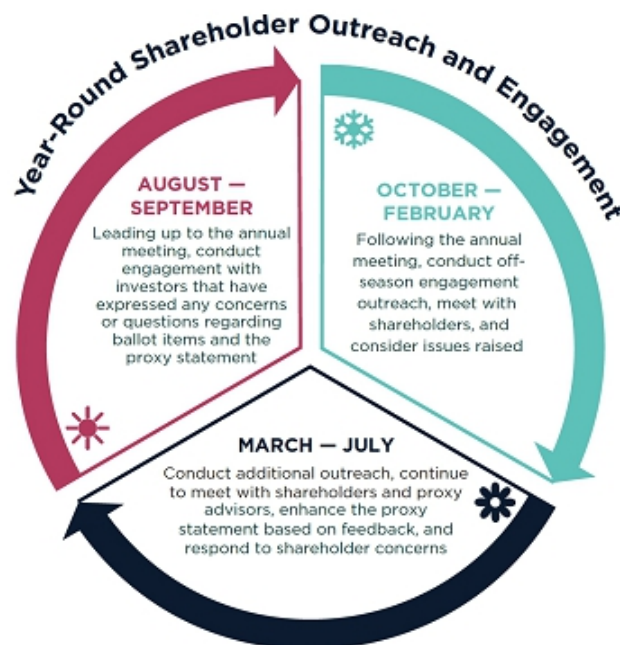 Year-Round Shareholder Outreach and Engagement
AUGUST —
SEPTEMBER
Leading up to the annual
meeting, conduct
engagement with
investors that have
expressed any concerns
or questions regarding
ballot items and the
proxy statement
OCTOBER —
FEBRUARY
Following the annual
meeting, conduct off-
season engagement
outreach, meet with
shareholders, and
consider issues raised
MARCH — JULY
Conduct additional outreach, continue
to meet with shareholders and proxy
advisors, enhance the proxy
statement based on feedback, and
respond to shareholder concerns